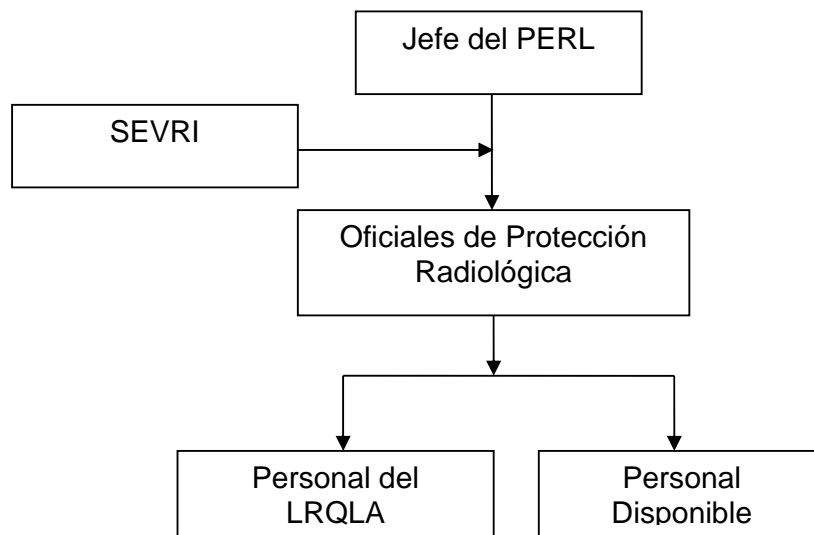 Jefe del PERL
SEVRI
Oficiales de Protección
Radiológica
Personal del
LRQLA
Personal
Disponible